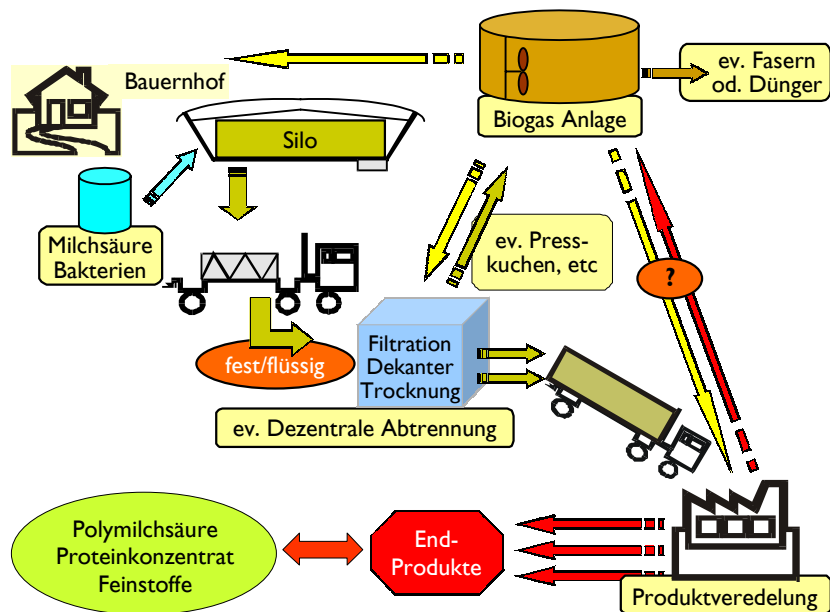 Bauernhof
ev. Fasern
od. Dünger
Biogas Anlage
Silo
Milchsäure
Bakterien
ev. Press-
kuchen, etc
?
fest/flüssig
Filtration
Dekanter
Trocknung
ev. Dezentrale Abtrennung
Polymilchsäure
Proteinkonzentrat
Feinstoffe
End-
Produkte
Produktveredelung